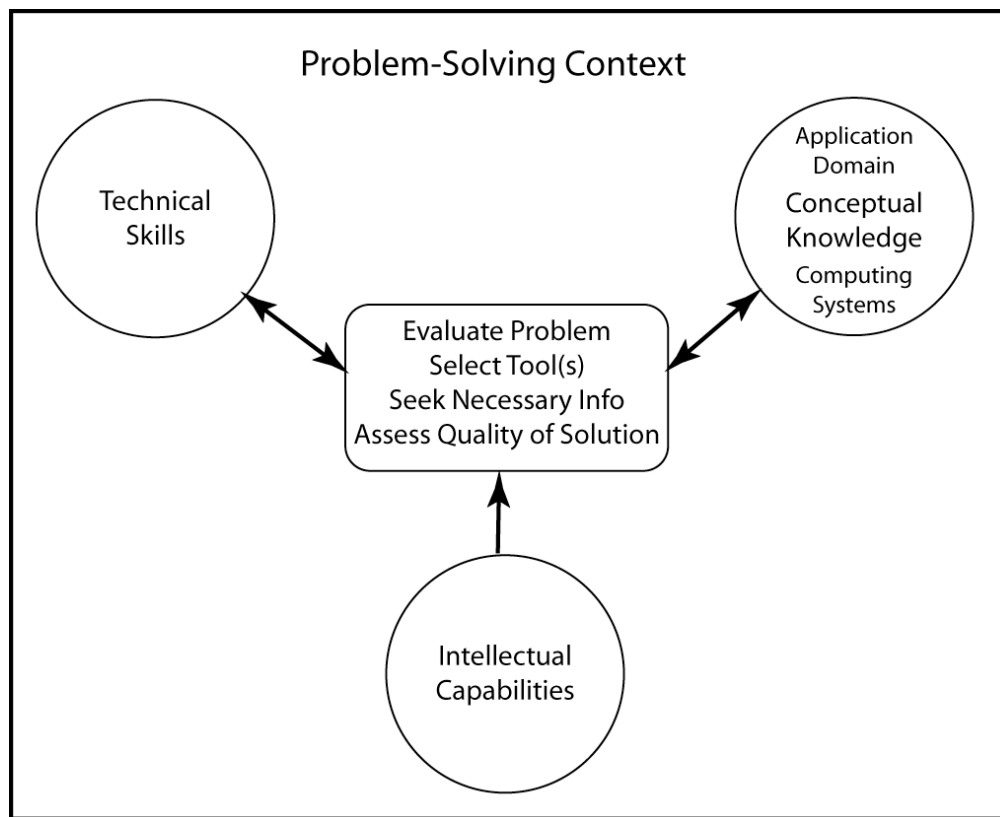 Problem-Solving Context
Technical
Skills
Application
Domain
Conceptual
Knowledge
Computing
Systems
Evaluate Problem
Select Tool(s)
Seek Necessary Info
Assess Quality of Solution
Intellectual
Capabilities